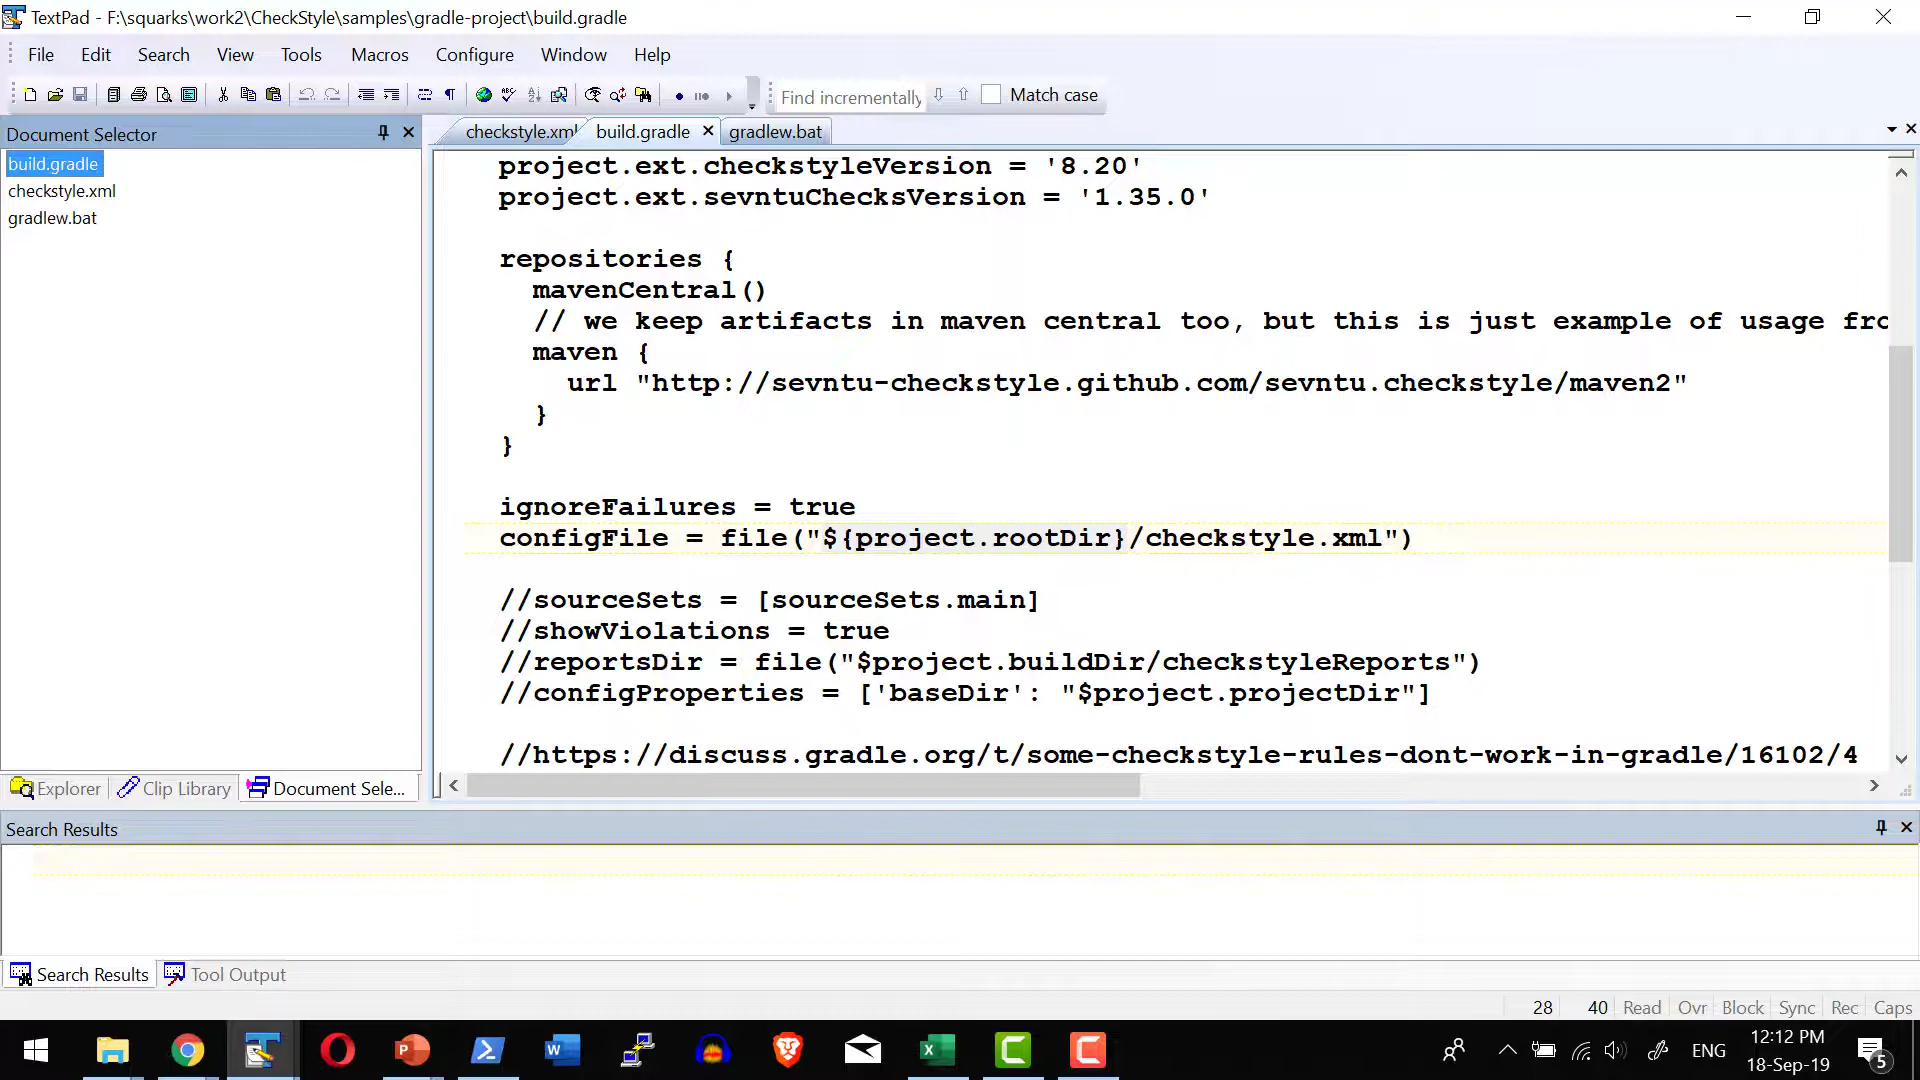 TextPad - F:\squarks\work2\CheckStyle\samples\gradle-project\build.gradle
File Edit Search View Tools Macros Configure Window Help
Find incrementally Match case
Document Selector
build.gradle
checkstyle.xml
gradlew.bat
checkstyle.xml build.gradle gradlew.bat
project.ext.checkstyleVersion = '8.20'
project.ext.sevntuChecksVersion = '1.35.0'
repositories {
mavenCentral()
// we keep artifacts in maven central too, but this is just example of usage fro
maven {
url "http://sevntu-checkstyle.github.com/sevntu.checkstyle/maven2"
}
}
ignoreFailures = true
configFile = file("${project.rootDir}/checkstyle.xml")
//sourceSets = [sourceSets.main]
//showViolations = true
//reportsDir = file("$project.buildDir/checkstyleReports")
//configProperties = ['baseDir': "$project.projectDir"]
//https://discuss.gradle.org/t/some-checkstyle-rules-dont-work-in-gradle/16102/4
Explorer Clip Library Document Sele...
Search Results
Search Results Tool Output
28 40 Read Ovr Block Sync Rec Caps
ENG
12:12 PM
18-Sep-19
5